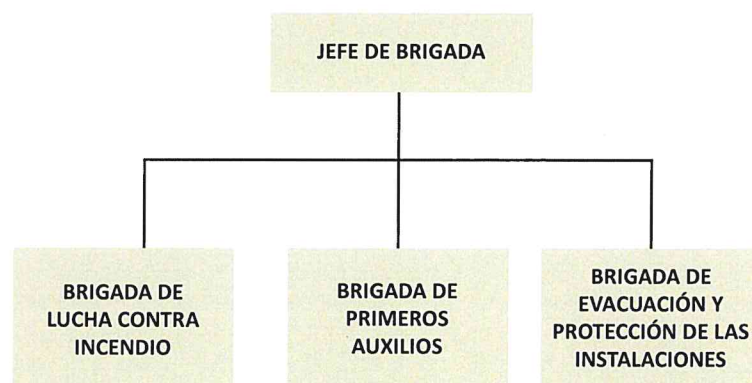 JEFE DE BRIGADA
BRIGADA DE
LUCHA CONTRA
INCENDIO
BRIGADA DE
PRIMEROS
AUXILIOS
BRIGADA DE
EVACUACIÓN Y
PROTECCIÓN DE LAS
INSTALACIONES